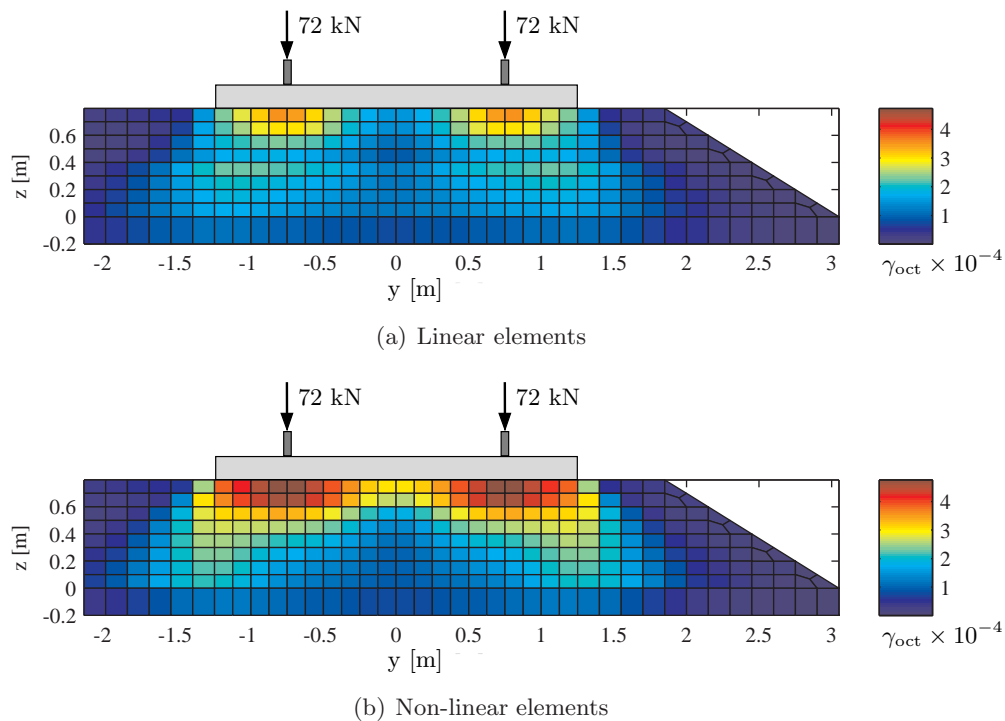 72 kN 72 kN
z [m]
0.6
0.4
0.2
0
-0.2
-2 -1.5 -1 -0.5 0 0.5 1 1.5 2 2.5 3
y [m]
4
3
2
1
γoct × 10⁻⁴
(a) Linear elements
72 kN 72 kN
z [m]
0.6
0.4
0.2
0
-0.2
-2 -1.5 -1 -0.5 0 0.5 1 1.5 2 2.5 3
y [m]
4
3
2
1
γoct × 10⁻⁴
(b) Non-linear elements